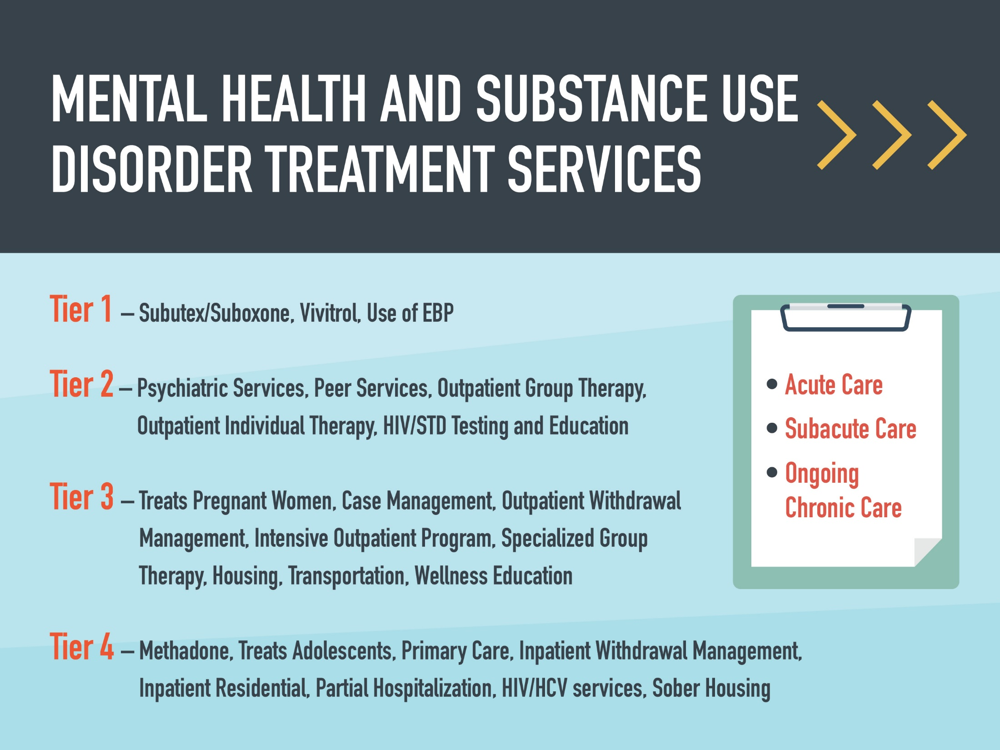 MENTAL HEALTH AND SUBSTANCE USE
DISORDER TREATMENT SERVICES
Tier 1 – Subutex/Suboxone, Vivitrol, Use of EBP
Tier 2 – Psychiatric Services, Peer Services, Outpatient Group Therapy,
Outpatient Individual Therapy, HIV/STD Testing and Education
Tier 3 – Treats Pregnant Women, Case Management, Outpatient Withdrawal
Management, Intensive Outpatient Program, Specialized Group
Therapy, Housing, Transportation, Wellness Education
Tier 4 – Methadone, Treats Adolescents, Primary Care, Inpatient Withdrawal Management,
Inpatient Residential, Partial Hospitalization, HIV/HCV services, Sober Housing
• Acute Care
• Subacute Care
• Ongoing
Chronic Care